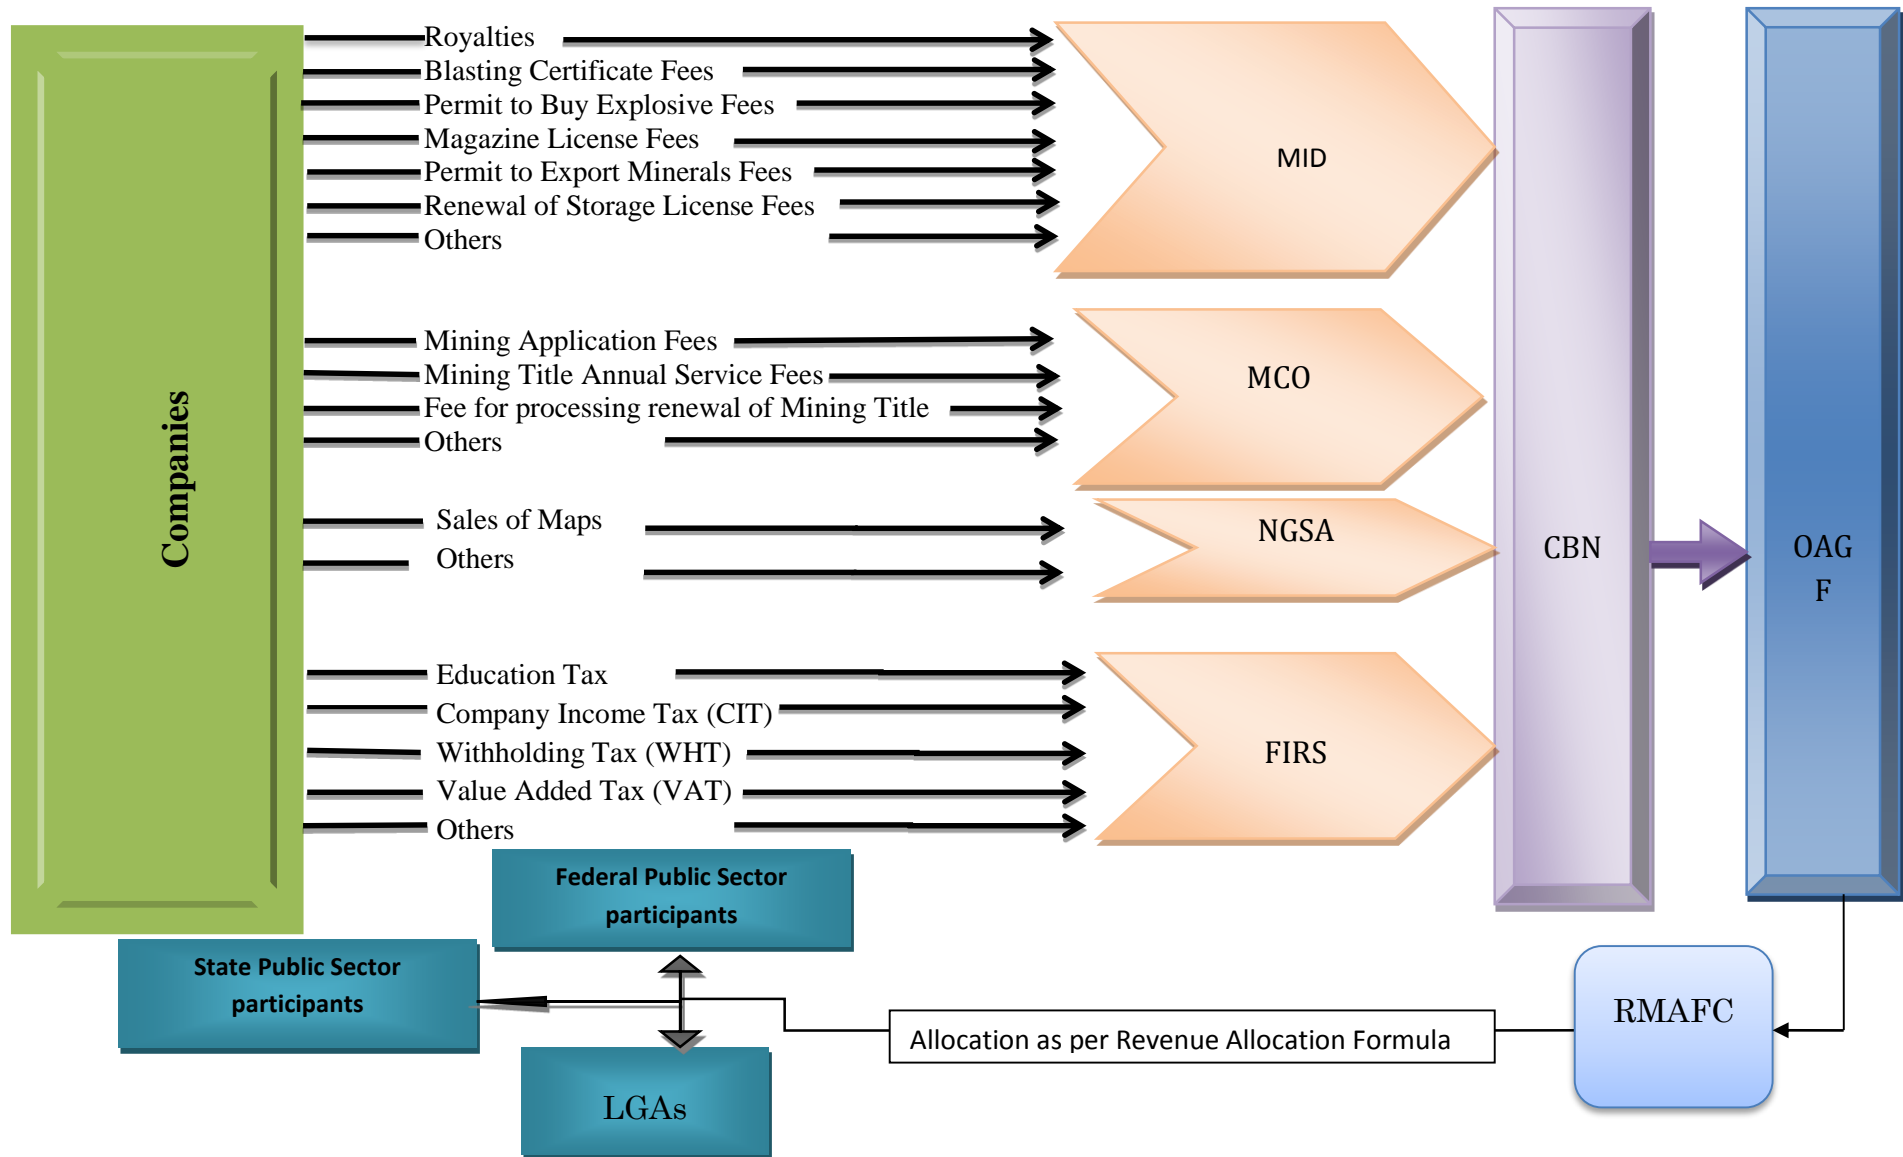 Companies
Royalties
Blasting Certificate Fees
Permit to Buy Explosive Fees
Magazine License Fees
Permit to Export Minerals Fees
Renewal of Storage License Fees
Others
MID
Mining Application Fees
Mining Title Annual Service Fees
Fee for processing renewal of Mining Title
Others
MCO
Sales of Maps
Others
NGSA
Education Tax
Company Income Tax (CIT)
Withholding Tax (WHT)
Value Added Tax (VAT)
Others
FIRS
CBN
OAG
F
Federal Public Sector
participants
State Public Sector
participants
LGAs
Allocation as per Revenue Allocation Formula
RMAFC